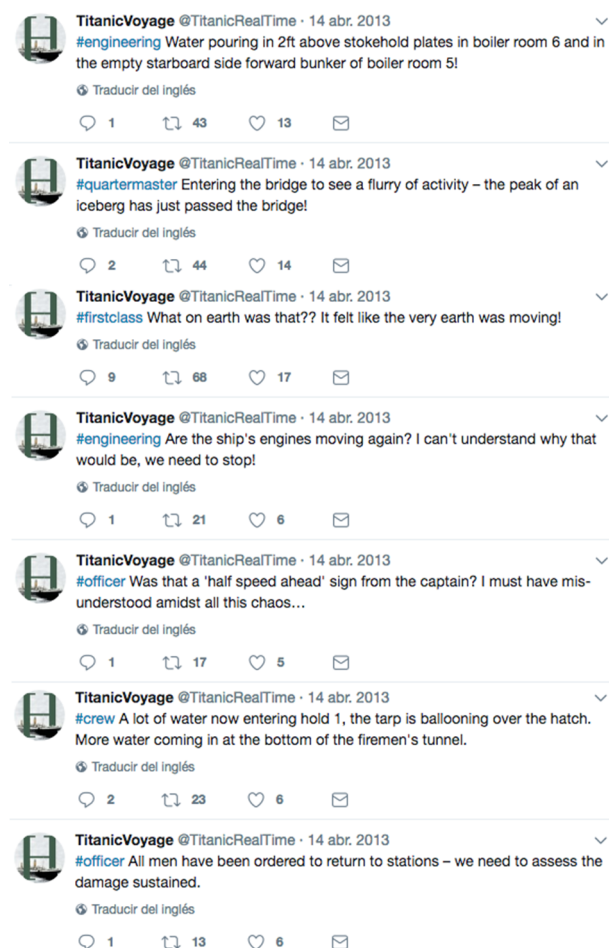 TitanicVoyage @TitanicRealTime · 14 abr. 2013
#engineering Water pouring in 2ft above stokehold plates in boiler room 6 and in
the empty starboard side forward bunker of boiler room 5!
Traducir del inglés
1 43 13
TitanicVoyage @TitanicRealTime · 14 abr. 2013
#quartermaster Entering the bridge to see a flurry of activity – the peak of an
iceberg has just passed the bridge!
Traducir del inglés
2 44 14
TitanicVoyage @TitanicRealTime · 14 abr. 2013
#firstclass What on earth was that?? It felt like the very earth was moving!
Traducir del inglés
9 68 17
TitanicVoyage @TitanicRealTime · 14 abr. 2013
#engineering Are the ship's engines moving again? I can't understand why that
would be, we need to stop!
Traducir del inglés
1 21 6
TitanicVoyage @TitanicRealTime · 14 abr. 2013
#officer Was that a 'half speed ahead' sign from the captain? I must have mis-
understood amidst all this chaos…
Traducir del inglés
1 17 5
TitanicVoyage @TitanicRealTime · 14 abr. 2013
#crew A lot of water now entering hold 1, the tarp is ballooning over the hatch.
More water coming in at the bottom of the firemen's tunnel.
Traducir del inglés
2 23 6
TitanicVoyage @TitanicRealTime · 14 abr. 2013
#officer All men have been ordered to return to stations – we need to assess the
damage sustained.
Traducir del inglés
1 13 6